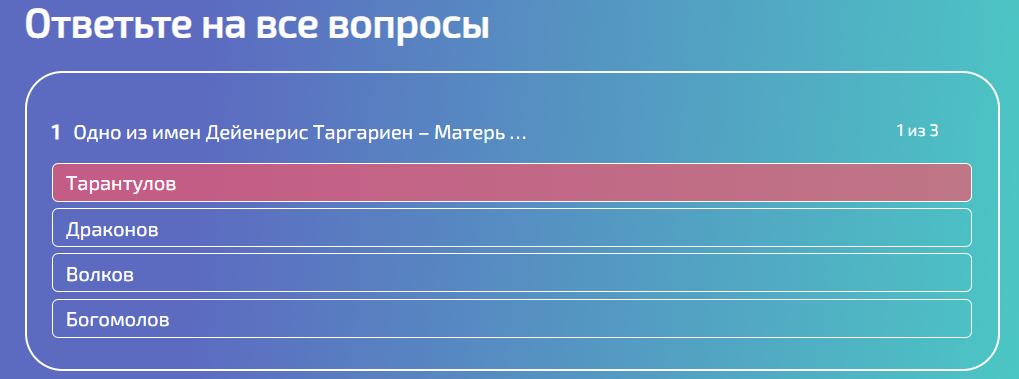 Ответьте на все вопросы
1 Одно из имен Дейенерис Таргариен – Матерь ... 1 из 3
Тарантулов
Драконов
Волков
Богомолов